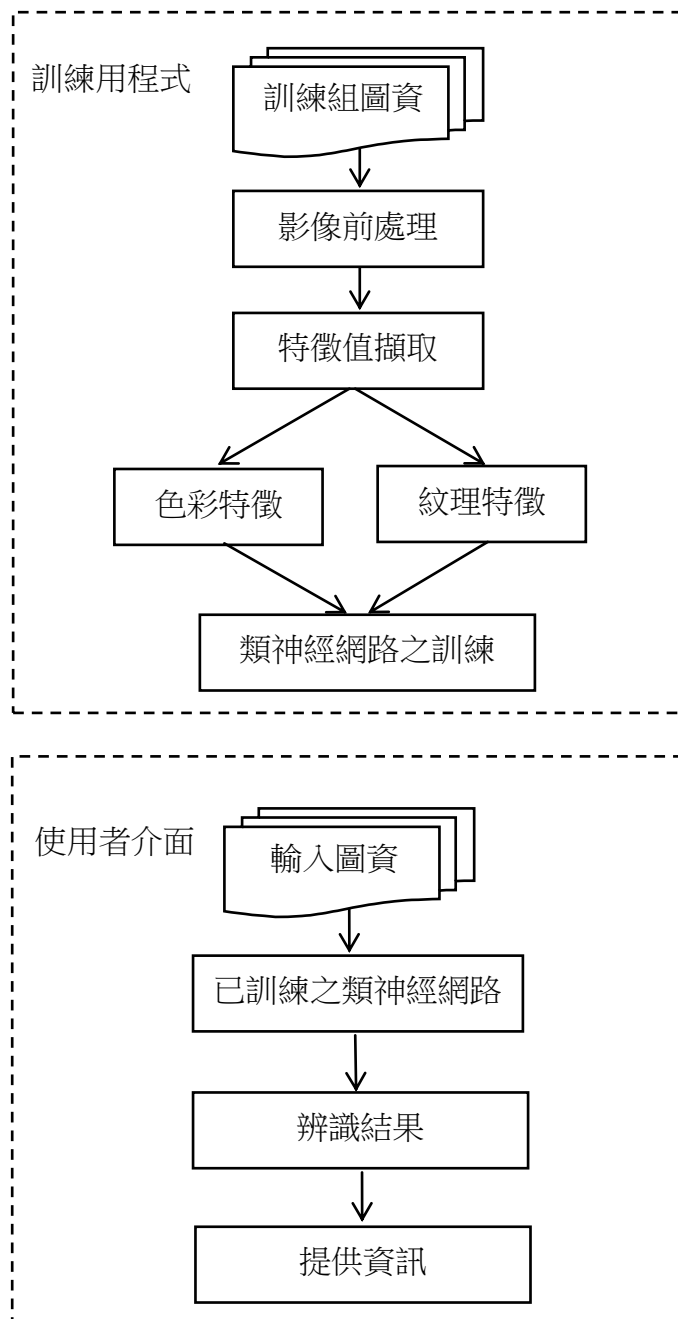 訓練用程式
訓練組圖資
影像前處理
特徵值擷取
色彩特徵
紋理特徵
類神經網路之訓練
使用者介面
輸入圖資
已訓練之類神經網路
辨識結果
提供資訊